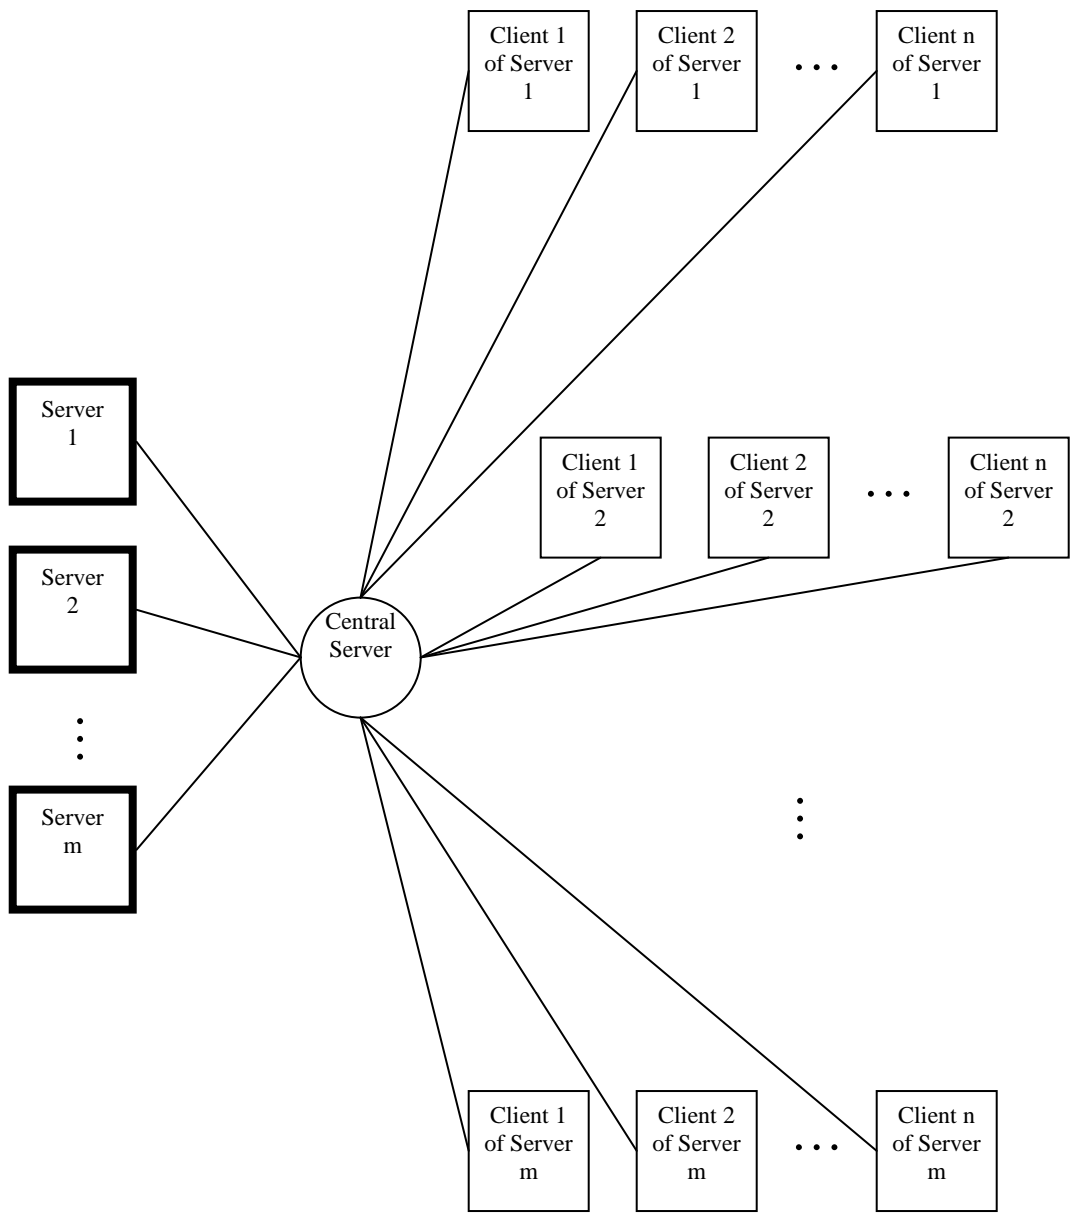 Client 1
of Server
1
Client 2
of Server
1
. . .
Client n
of Server
1
Server
1
Client 1
of Server
2
Client 2
of Server
2
. . .
Client n
of Server
2
Server
2
Central
Server
Server
m
Client 1
of Server
m
Client 2
of Server
m
. . .
Client n
of Server
m